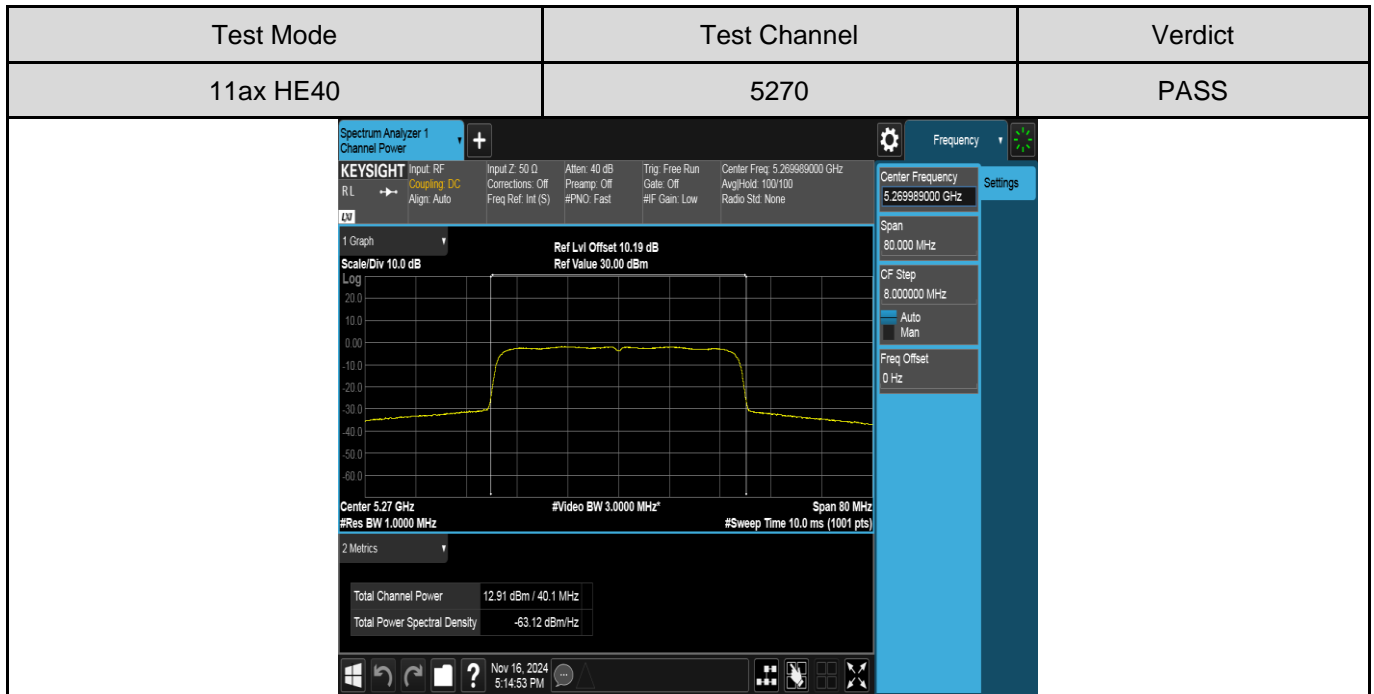 Test Mode Test Channel Verdict
11ax HE40 5270 PASS
Spectrum Analyzer 1
Channel Power
▼ + Frequency ▼
KEYSIGHT Input: RF Input Z: 50 Ω Atten: 40 dB Trig: Free Run Center Freq: 5.269989000 GHz
R L Coupling: DC Corrections: Off Preamp: Off Gate: Off Avg|Hold: 100/100
Align: Auto Freq Ref: Int (S) #PNO: Fast #IF Gain: Low Radio Std: None
LXI
Center Frequency
5.269989000 GHz
Settings
Span
80.000 MHz
CF Step
8.000000 MHz
Auto
Man
Freq Offset
0 Hz
1 Graph ▼
Ref Lvl Offset 10.19 dB
Scale/Div 10.0 dB Ref Value 30.00 dBm
Log
20.0
10.0
0.00
-10.0
-20.0
-30.0
-40.0
-50.0
-60.0
Center 5.27 GHz #Video BW 3.0000 MHz* Span 80 MHz
#Res BW 1.0000 MHz #Sweep Time 10.0 ms (1001 pts)
2 Metrics ▼
Total Channel Power 12.91 dBm / 40.1 MHz
Total Power Spectral Density -63.12 dBm/Hz
? Nov 16, 2024
5:14:53 PM